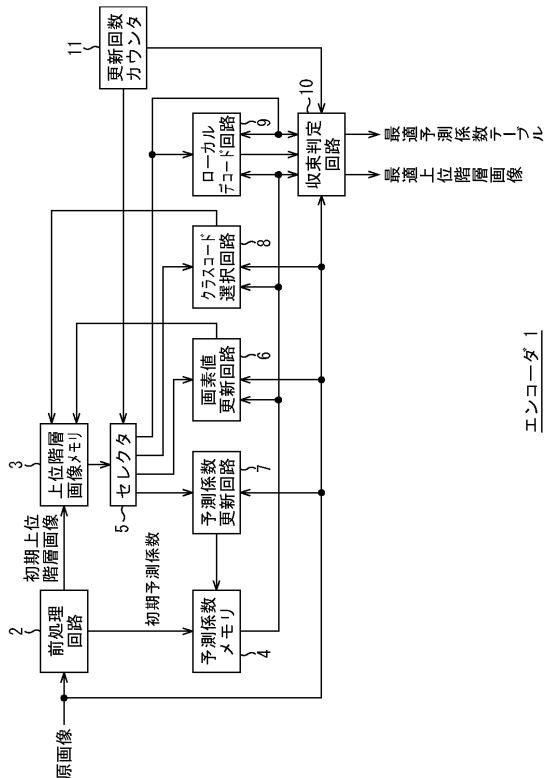 原画像
2
前処理
回路
初期上位
階層画像
3
上位階層
画像メモリ
初期予測係数
5
セレクタ
11
更新回数
カウンタ
予測係数
メモリ
4
予測係数
更新回路
7
画素値
更新回路
6
クラスコード
選択回路
8
ローカル
デコード回路
9
10
収束判定
回路
最適予測係数テーブル
最適上位階層画像
エンコーダ 1